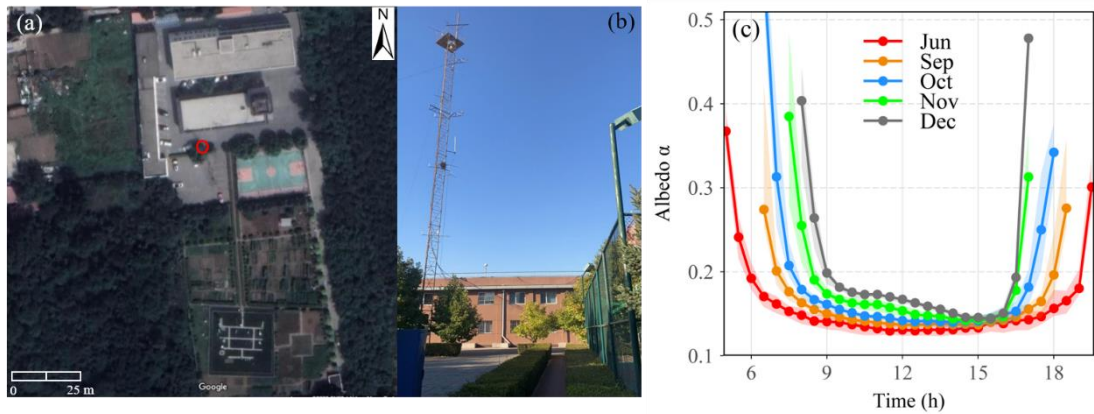 (a)
N
0 25 m
Google
(b)
(c)
Jun
Sep
Oct
Nov
Dec
Albedo α
0.5
0.4
0.3
0.2
0.1
6 9 12 15 18
Time (h)